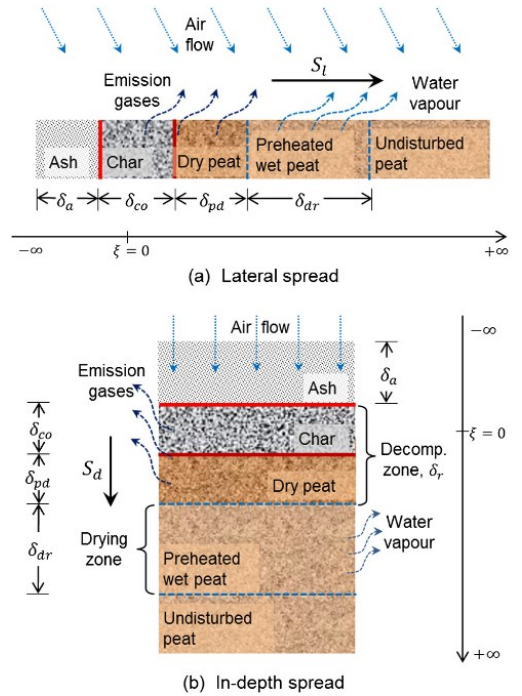 Air
flow
Emission
gases
S_l
Water
vapour
Ash
Char
Dry peat
Preheated
wet peat
Undisturbed
peat
δ_a
δ_co
δ_pd
δ_dr
-∞
ξ = 0
+∞
(a) Lateral spread
Air flow
-∞
Emission
gases
Ash
δ_a
δ_co
Char
ξ = 0
Decomp.
zone, δ_r
S_d
δ_pd
Dry peat
Drying
zone
Water
vapour
δ_dr
Preheated
wet peat
Undisturbed
peat
+∞
(b) In-depth spread